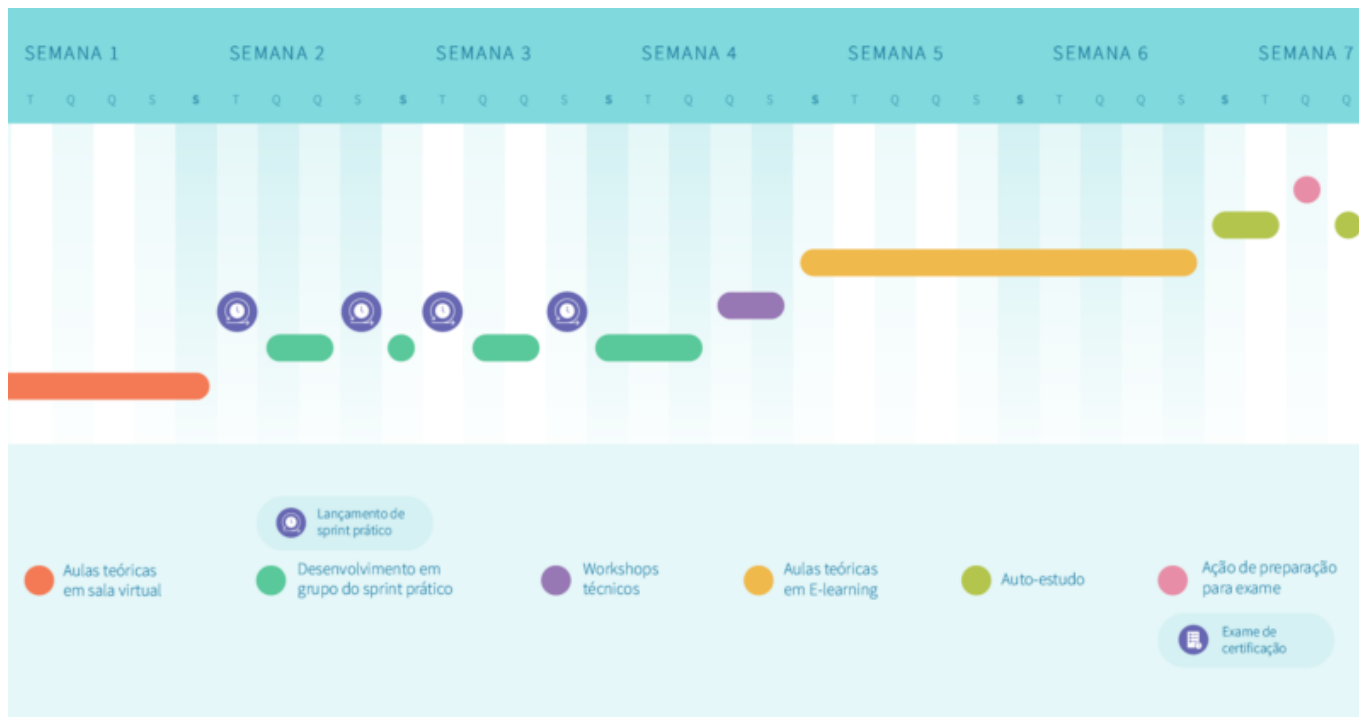 SEMANA 1 SEMANA 2 SEMANA 3 SEMANA 4 SEMANA 5 SEMANA 6 SEMANA 7
T Q Q S S T Q Q S S T Q Q S S T Q Q S S T Q Q S S T Q Q S S T Q Q
Lançamento de
sprint prático
Aulas teóricas
em sala virtual
Desenvolvimento em
grupo do sprint prático
Workshops
técnicos
Aulas teóricas
em E-learning
Auto-estudo
Ação de preparação
para exame
Exame de
certificação